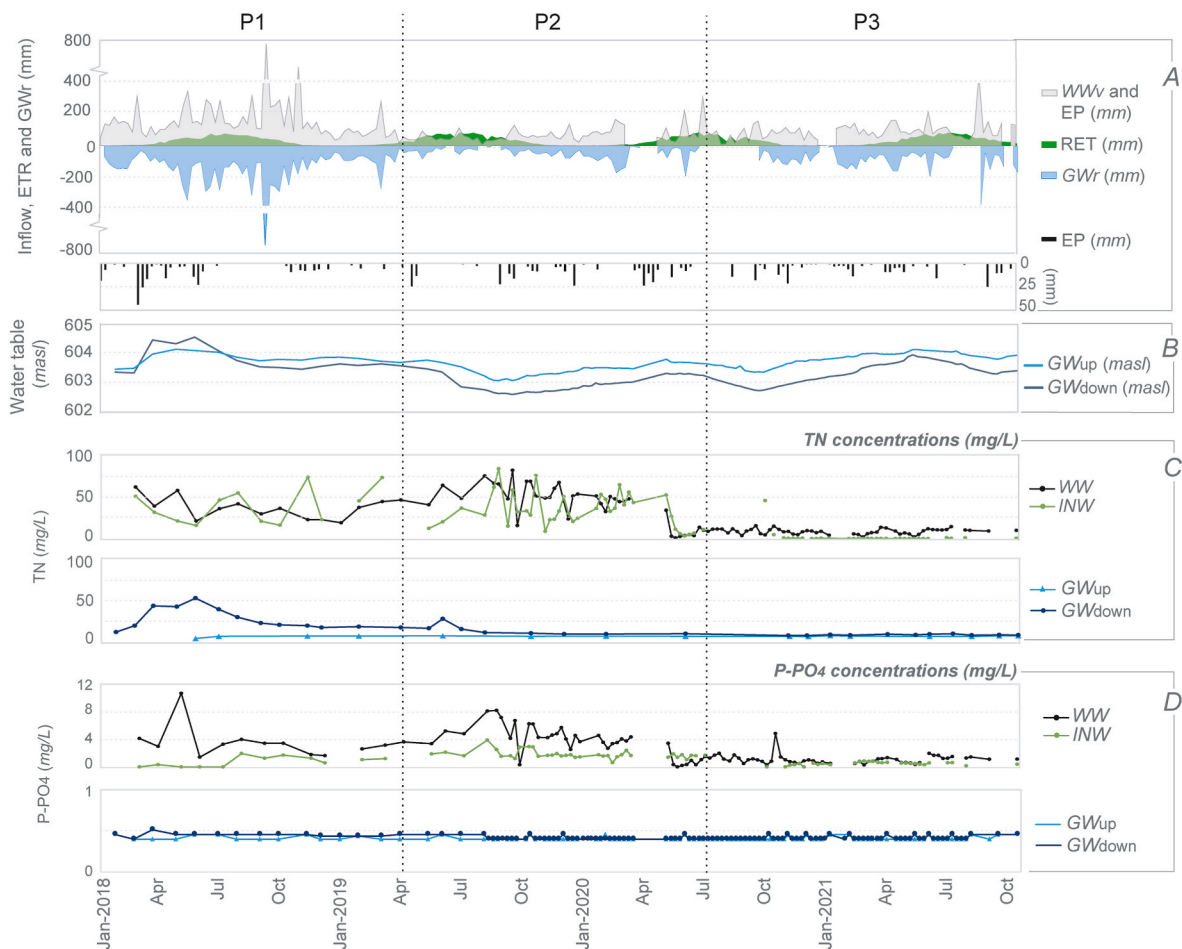 P1
P2
P3
Inflow, ETR and GWr (mm)
800
400
200
0
-200
-400
-800
A
WWv and
EP (mm)
RET (mm)
GWr (mm)
EP (mm)
0
25
50
(mm)
Water table
(masl)
605
604
603
602
B
GWup (masl)
GWdown (masl)
TN concentrations (mg/L)
C
TN (mg/L)
100
50
0
WW
INW
100
50
0
GWup
GWdown
P-PO4 concentrations (mg/L)
D
P-PO4 (mg/L)
12
8
4
0
WW
INW
1
0
GWup
GWdown
Jan-2018
Apr
Jul
Oct
Jan-2019
Apr
Jul
Oct
Jan-2020
Apr
Jul
Oct
Jan-2021
Apr
Jul
Oct